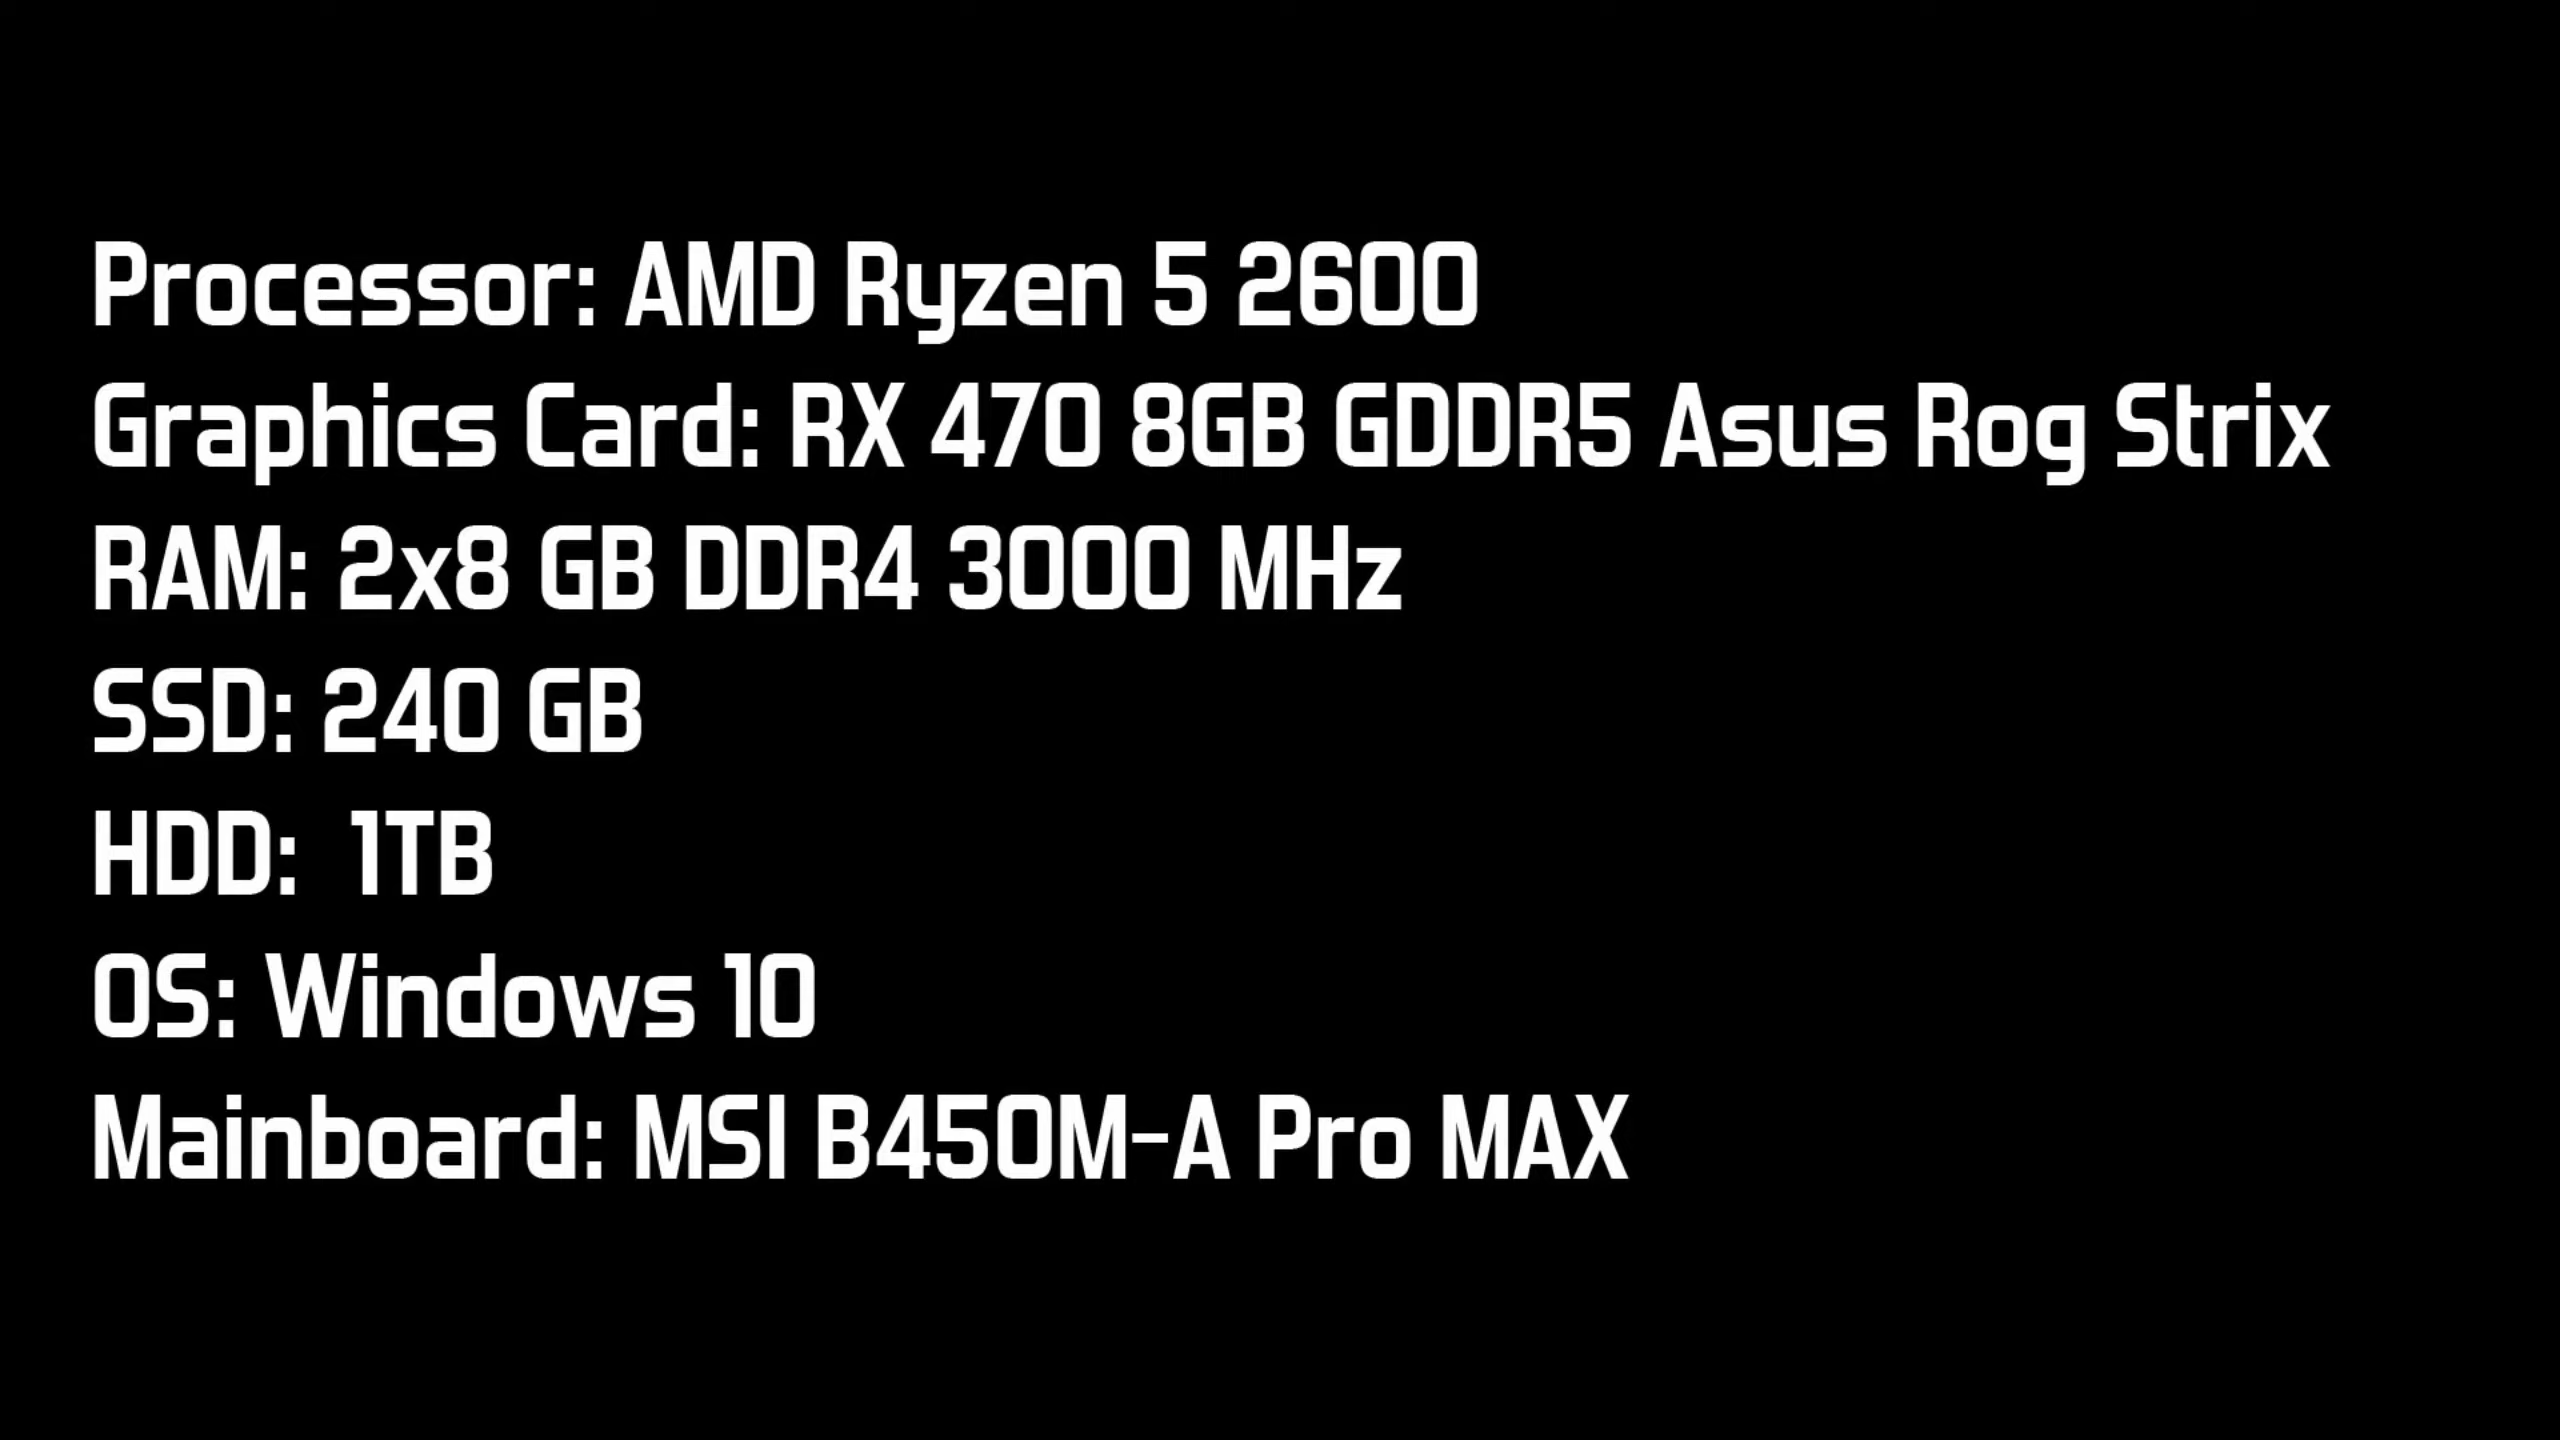 Processor: AMD Ryzen 5 2600
Graphics Card: RX 470 8GB GDDR5 Asus Rog Strix
RAM: 2x8 GB DDR4 3000 MHz
SSD: 240 GB
HDD:  1TB
OS: Windows 10
Mainboard: MSI B450M-A Pro MAX